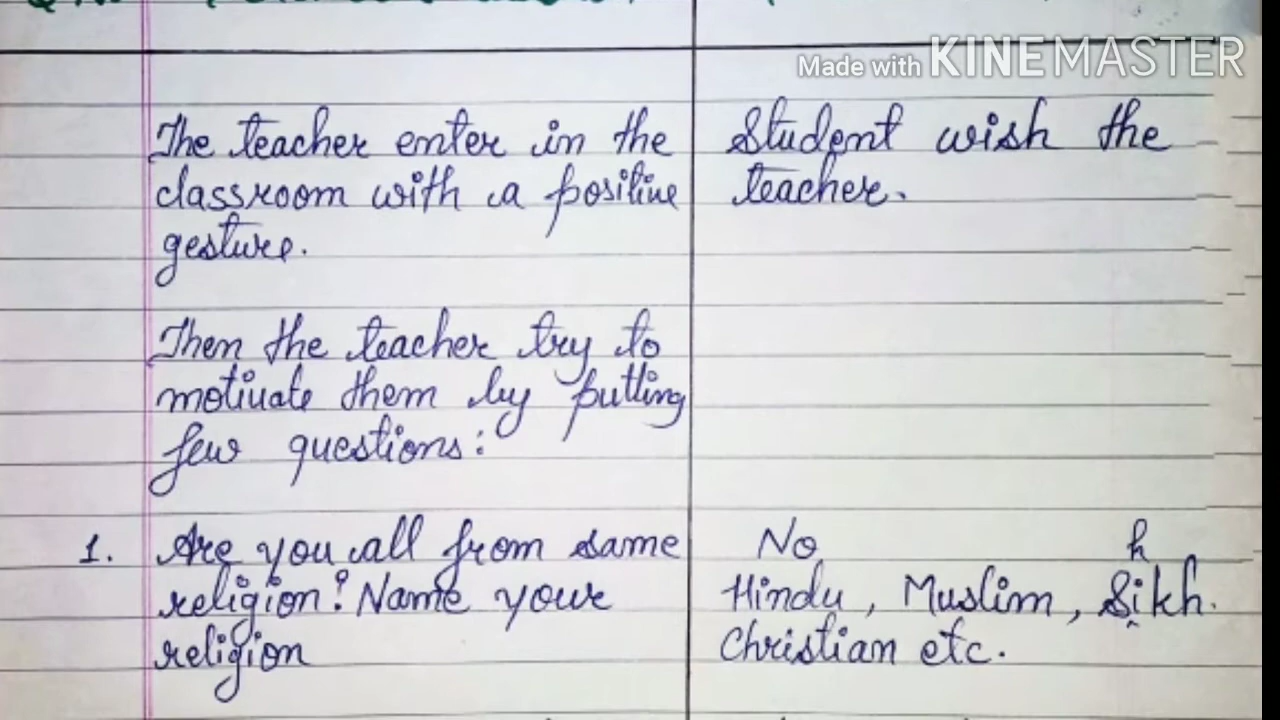 Made with KINEMASTER
The teacher enter in the
classroom with a positive
gesture.
Student wish the
teacher.
Then the teacher try to
motivate them by putting
few questions:
1. Are you all from same
religion? Name your
religion
No
h
Hindu, Muslim, Sikh.
Christian etc.